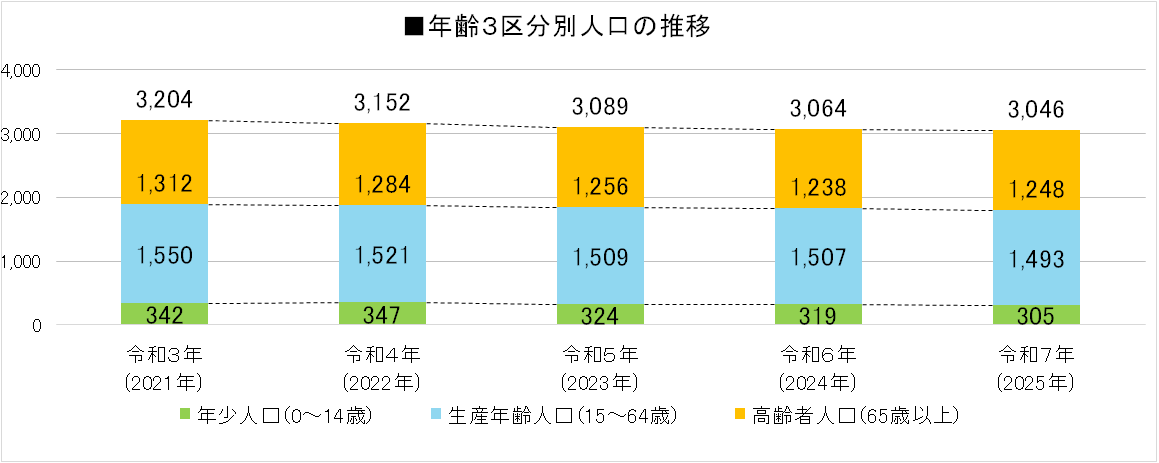 ■年齢３区分別人口の推移
4,000
3,204 3,152 3,089 3,064 3,046
3,000
1,312 1,284 1,256 1,238 1,248
2,000
1,550 1,521 1,509 1,507 1,493
1,000
342 347 324 319 305
0
令和３年 令和４年 令和５年 令和６年 令和７年
(2021年) (2022年) (2023年) (2024年) (2025年)
年少人口(0～14歳) 生産年齢人口(15～64歳) 高齢者人口(65歳以上)